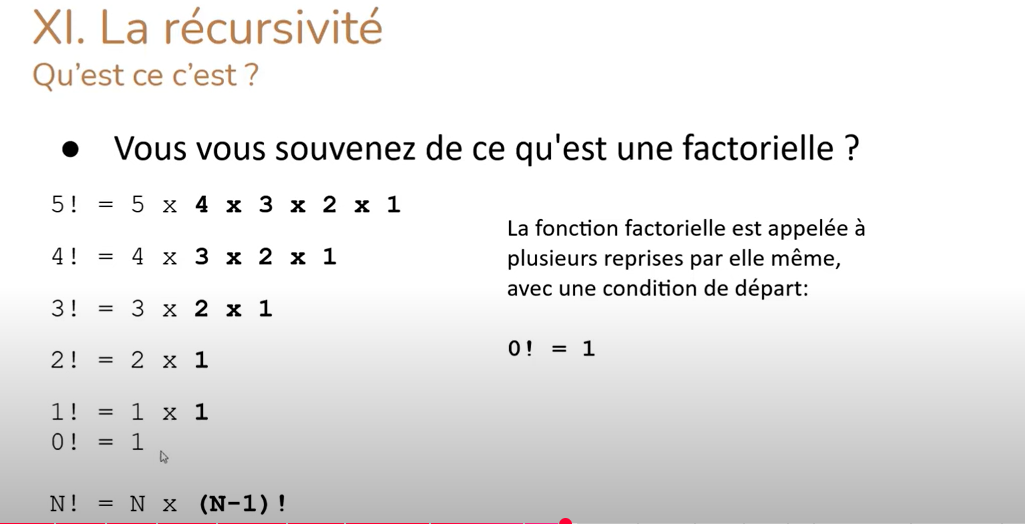 XI. La récursivité
Qu'est ce c'est ?
● Vous vous souvenez de ce qu'est une factorielle ?
5! = 5 x 4 x 3 x 2 x 1
4! = 4 x 3 x 2 x 1
3! = 3 x 2 x 1
2! = 2 x 1
1! = 1 x 1
0! = 1
N! = N x (N-1)!
La fonction factorielle est appelée à
plusieurs reprises par elle même,
avec une condition de départ:
0! = 1